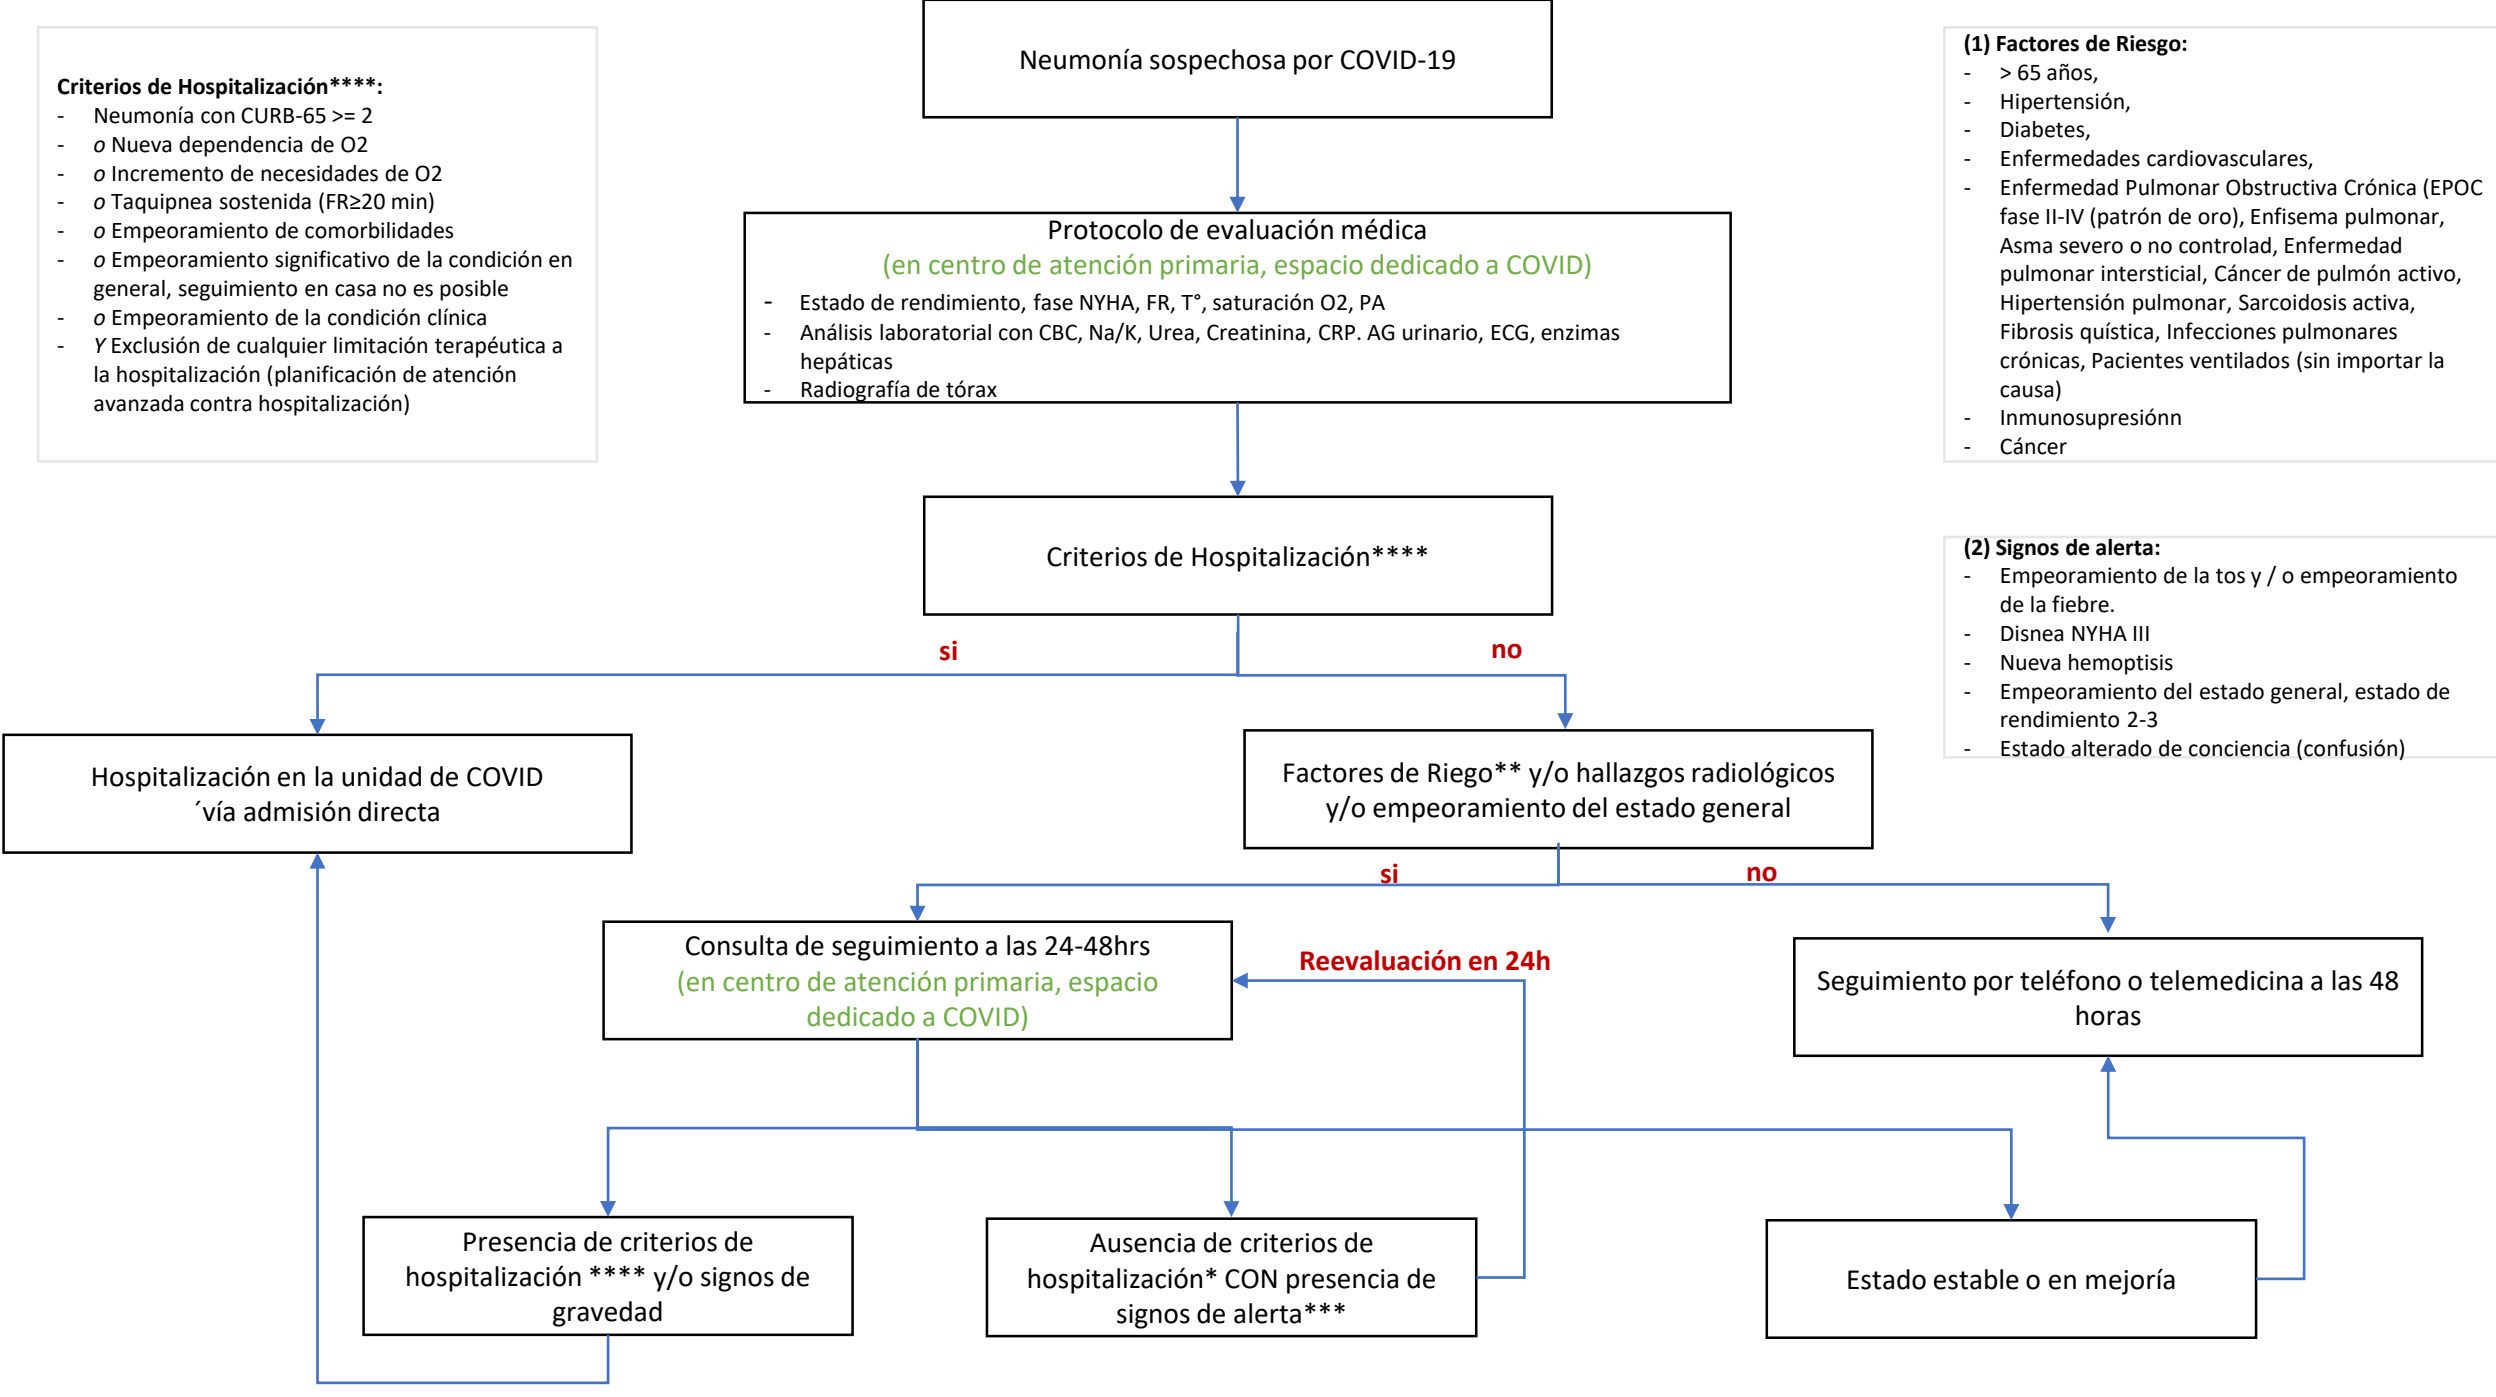 Neumonía sospechosa por COVID-19
Criterios de Hospitalización****:
- Neumonía con CURB-65 >= 2
- o Nueva dependencia de O2
- o Incremento de necesidades de O2
- o Taquipnea sostenida (FR≥20 min)
- o Empeoramiento de comorbilidades
- o Empeoramiento significativo de la condición en
general, seguimiento en casa no es posible
- o Empeoramiento de la condición clínica
- Y Exclusión de cualquier limitación terapéutica a
la hospitalización (planificación de atención
avanzada contra hospitalización)
(1) Factores de Riesgo:
- > 65 años,
- Hipertensión,
- Diabetes,
- Enfermedades cardiovasculares,
- Enfermedad Pulmonar Obstructiva Crónica (EPOC
fase II-IV (patrón de oro), Enfisema pulmonar,
Asma severo o no controlad, Enfermedad
pulmonar intersticial, Cáncer de pulmón activo,
Hipertensión pulmonar, Sarcoidosis activa,
Fibrosis quística, Infecciones pulmonares
crónicas, Pacientes ventilados (sin importar la
causa)
- Inmunosupresiónn
- Cáncer
Protocolo de evaluación médica
(en centro de atención primaria, espacio dedicado a COVID)
- Estado de rendimiento, fase NYHA, FR, T°, saturación O2, PA
- Análisis laboratorial con CBC, Na/K, Urea, Creatinina, CRP. AG urinario, ECG, enzimas
hepáticas
- Radiografía de tórax
Criterios de Hospitalización****
(2) Signos de alerta:
- Empeoramiento de la tos y / o empeoramiento
de la fiebre.
- Disnea NYHA III
- Nueva hemoptisis
- Empeoramiento del estado general, estado de
rendimiento 2-3
- Estado alterado de conciencia (confusión)
si
no
Hospitalización en la unidad de COVID
´vía admisión directa
Factores de Riego** y/o hallazgos radiológicos
y/o empeoramiento del estado general
si
no
Consulta de seguimiento a las 24-48hrs
(en centro de atención primaria, espacio
dedicado a COVID)
Reevaluación en 24h
Seguimiento por teléfono o telemedicina a las 48
horas
Presencia de criterios de
hospitalización **** y/o signos de
gravedad
Ausencia de criterios de
hospitalización* CON presencia de
signos de alerta***
Estado estable o en mejoría